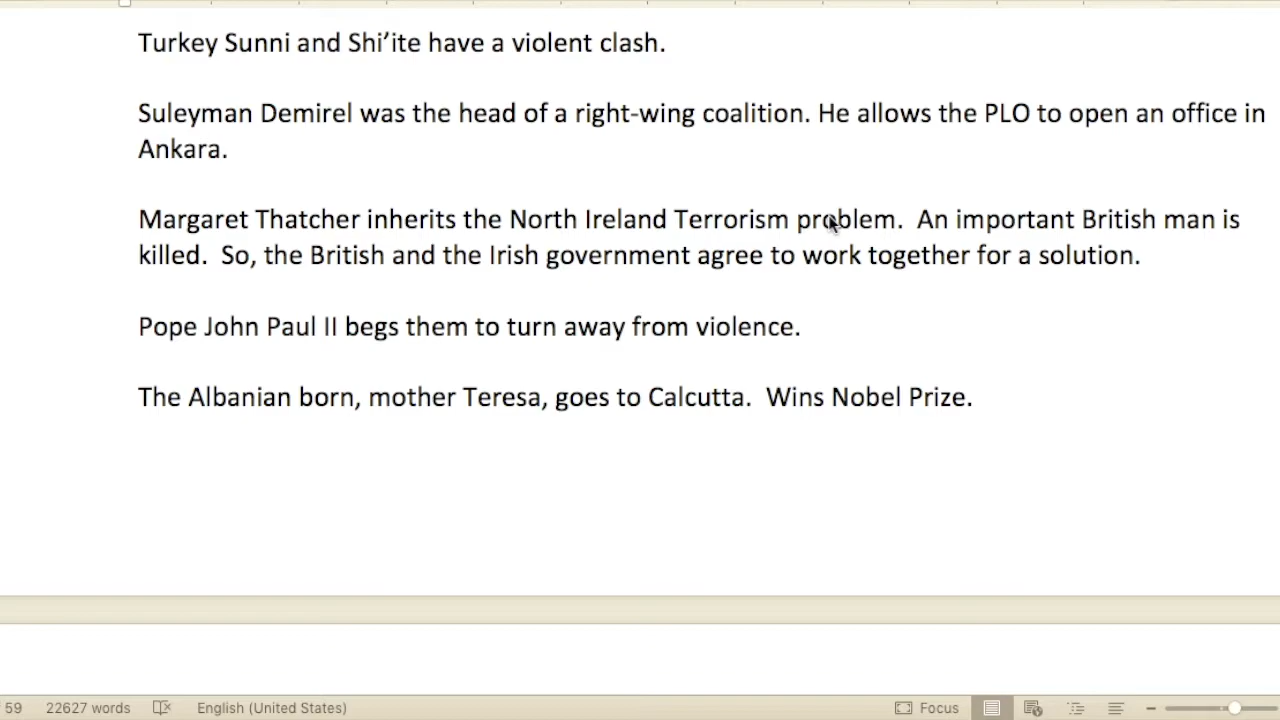 Turkey Sunni and Shi’ite have a violent clash.
Suleyman Demirel was the head of a right-wing coalition. He allows the PLO to open an office in
Ankara.
Margaret Thatcher inherits the North Ireland Terrorism problem.  An important British man is
killed.  So, the British and the Irish government agree to work together for a solution.
Pope John Paul II begs them to turn away from violence.
The Albanian born, mother Teresa, goes to Calcutta.  Wins Nobel Prize.
59 22627 words English (United States) Focus